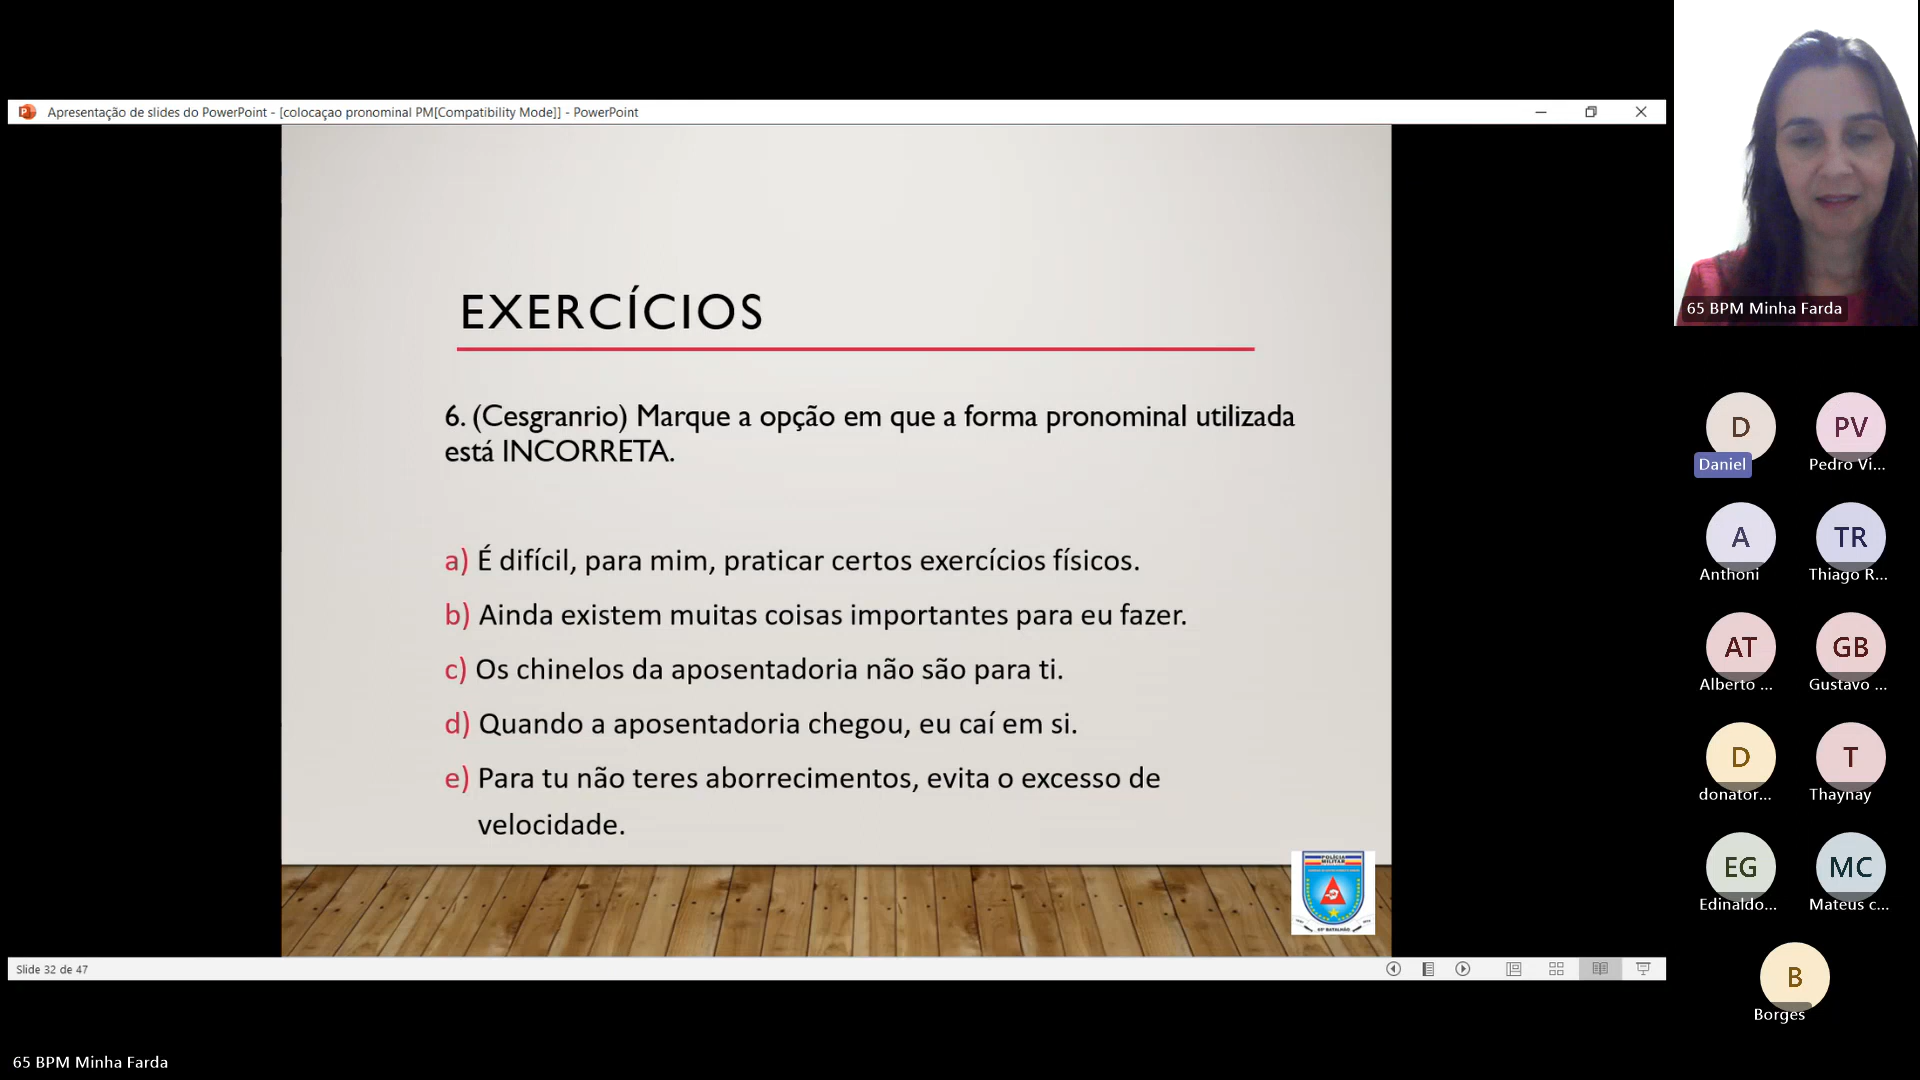 Apresentação de slides do PowerPoint - [colocaçao pronominal PM[Compatibility Mode]] - PowerPoint
EXERCÍCIOS
6. (Cesgranrio) Marque a opção em que a forma pronominal utilizada
está INCORRETA.
a) É difícil, para mim, praticar certos exercícios físicos.
b) Ainda existem muitas coisas importantes para eu fazer.
c) Os chinelos da aposentadoria não são para ti.
d) Quando a aposentadoria chegou, eu caí em si.
e) Para tu não teres aborrecimentos, evita o excesso de
velocidade.
POLÍCIA
MILITAR
65º BATALHÃO
Slide 32 de 47
65 BPM Minha Farda
65 BPM Minha Farda
D
Daniel
PV
Pedro Vi...
A
Anthoni
TR
Thiago R...
AT
Alberto ...
GB
Gustavo ...
D
donator...
T
Thaynay
EG
Edinaldo...
MC
Mateus c...
B
Borges